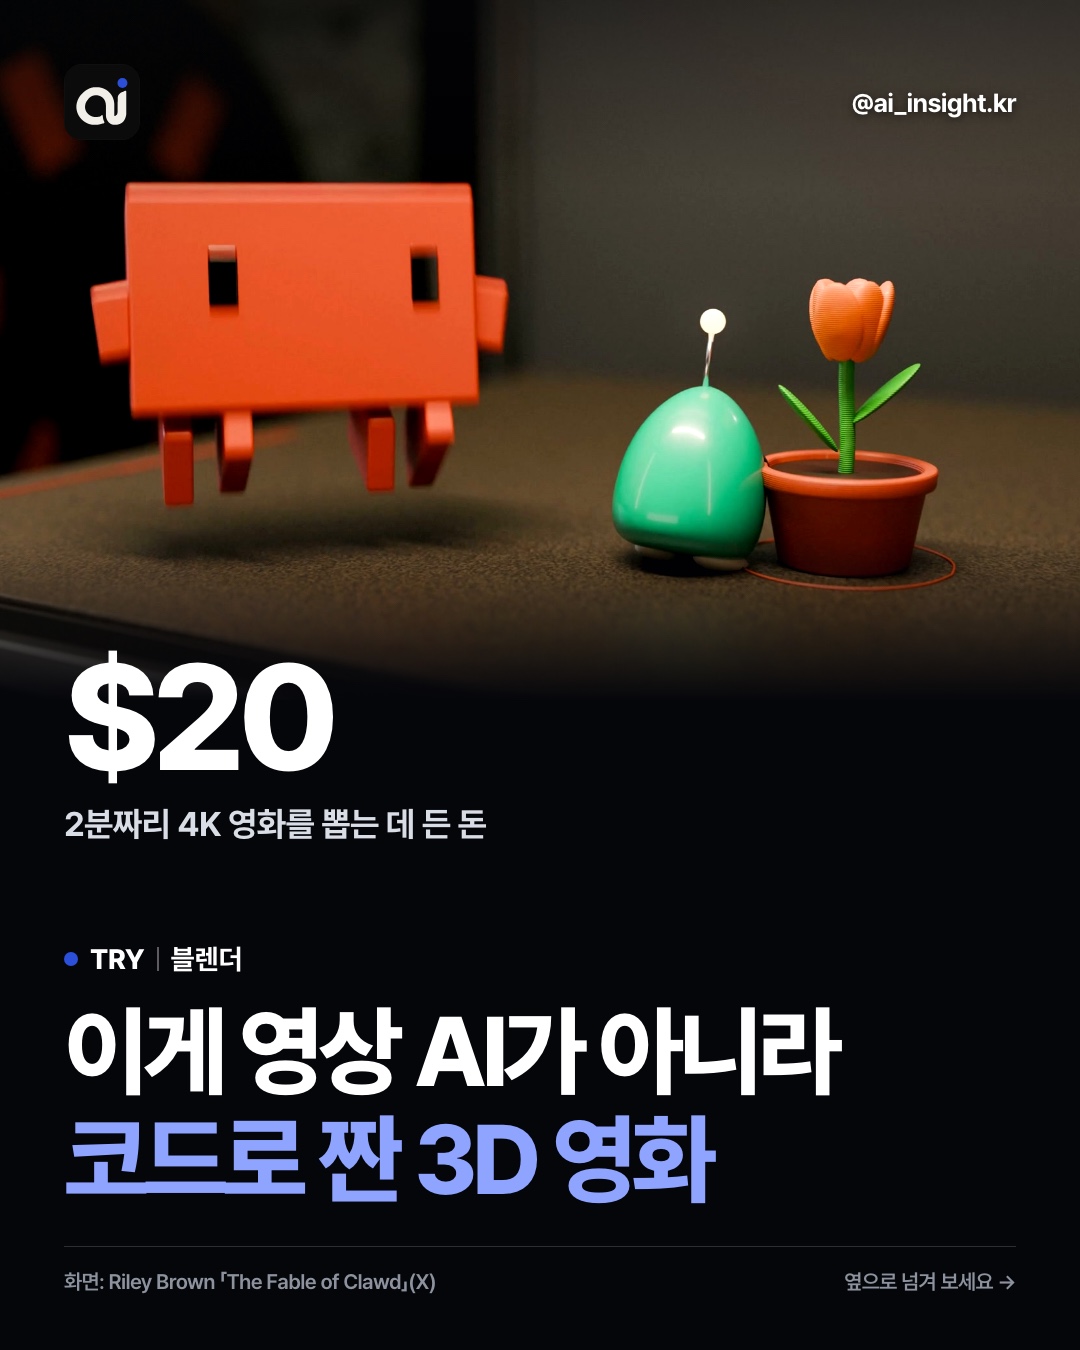 ai
@ai_insight.kr
$20
2분짜리 4K 영화를 뽑는 데 든 돈
TRY | 블렌더
이게 영상 AI가 아니라
코드로 짠 3D 영화
화면: Riley Brown 「The Fable of Clawd」(X)
옆으로 넘겨 보세요 →